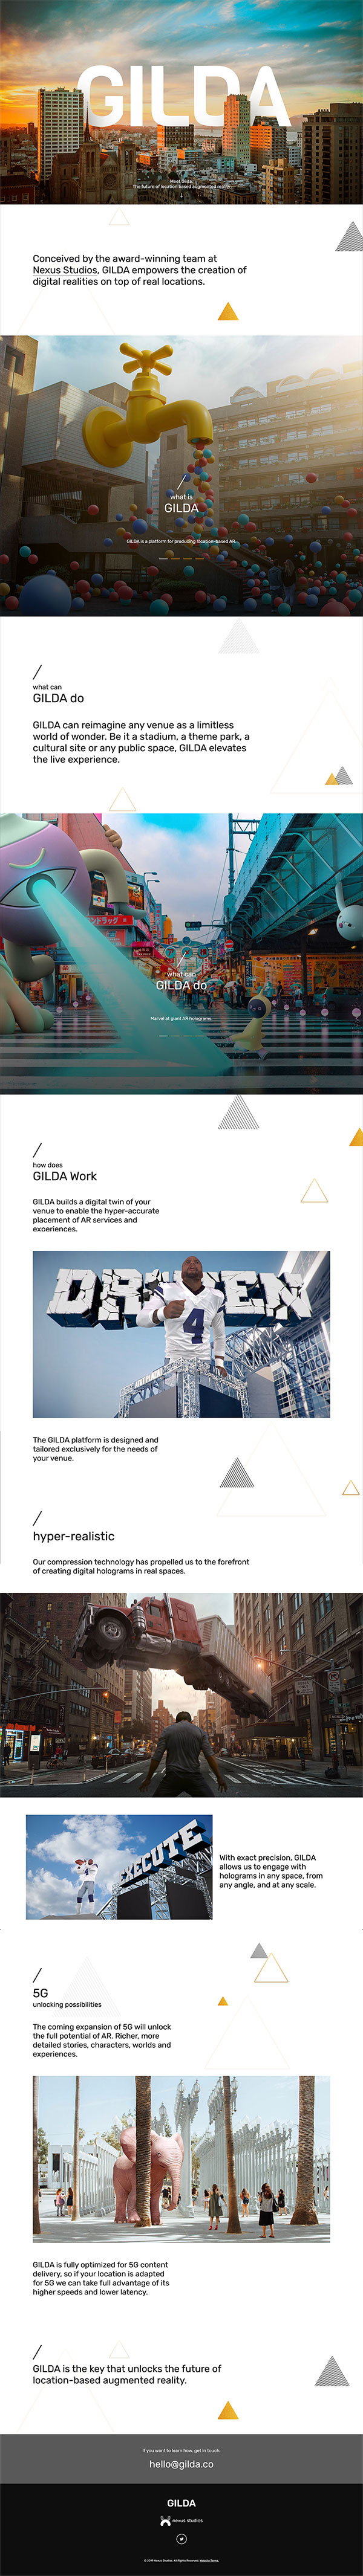 GILDA
Meet Gilda.
The future of location based augmented reality.
Conceived by the award-winning team at
Nexus Studios, GILDA empowers the creation of
digital realities on top of real locations.
what is
GILDA
GILDA is a platform for producing location-based AR.
what can
GILDA do
GILDA can reimagine any venue as a limitless
world of wonder. Be it a stadium, a theme park, a
cultural site or any public space, GILDA elevates
the live experience.
what can
GILDA do
Marvel at giant AR holograms.
how does
GILDA Work
GILDA builds a digital twin of your
venue to enable the hyper-accurate
placement of AR services and
experiences.
4
The GILDA platform is designed and
tailored exclusively for the needs of
your venue.
hyper-realistic
Our compression technology has propelled us to the forefront
of creating digital holograms in real spaces.
EXECUTE
With exact precision, GILDA
allows us to engage with
holograms in any space, from
any angle, and at any scale.
5G
unlocking possibilities
The coming expansion of 5G will unlock
the full potential of AR. Richer, more
detailed stories, characters, worlds and
experiences.
GILDA is fully optimized for 5G content
delivery, so if your location is adapted
for 5G we can take full advantage of its
higher speeds and lower latency.
GILDA is the key that unlocks the future of
location-based augmented reality.
If you want to learn how, get in touch.
hello@gilda.co
GILDA
nexus studios
© 2019 Nexus Studios. All Rights Reserved. Website Terms.